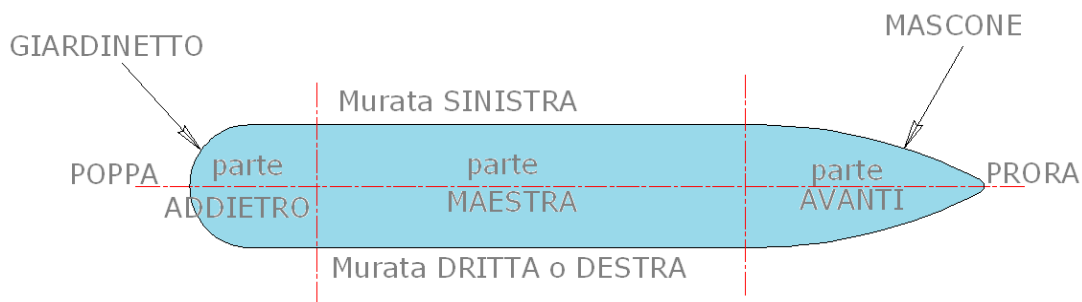 MASCONE
GIARDINETTO
Murata SINISTRA
POPPA
parte
ADDIETRO
parte
MAESTRA
parte
AVANTI
PRORA
Murata DRITTA o DESTRA